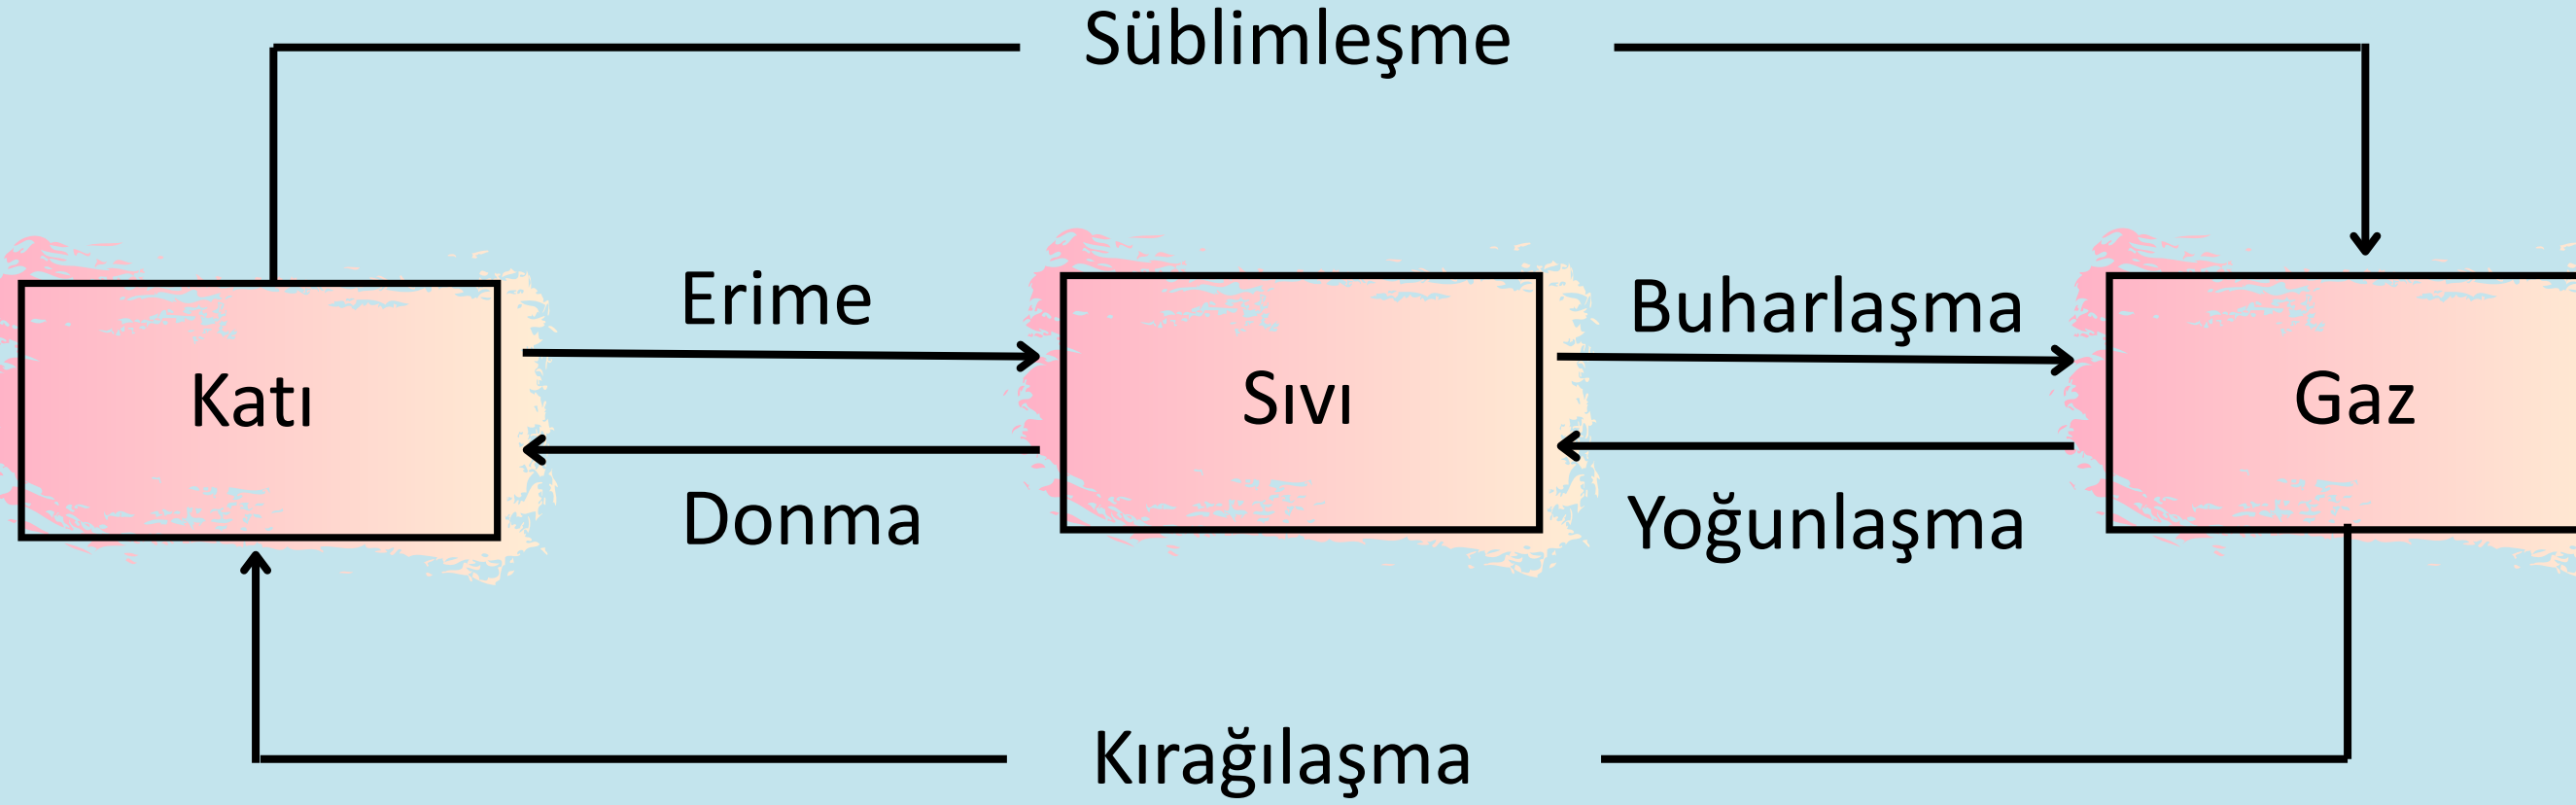 Süblimleşme
Erime
Buharlaşma
Katı
Sıvı
Gaz
Donma
Yoğunlaşma
Kırağılaşma